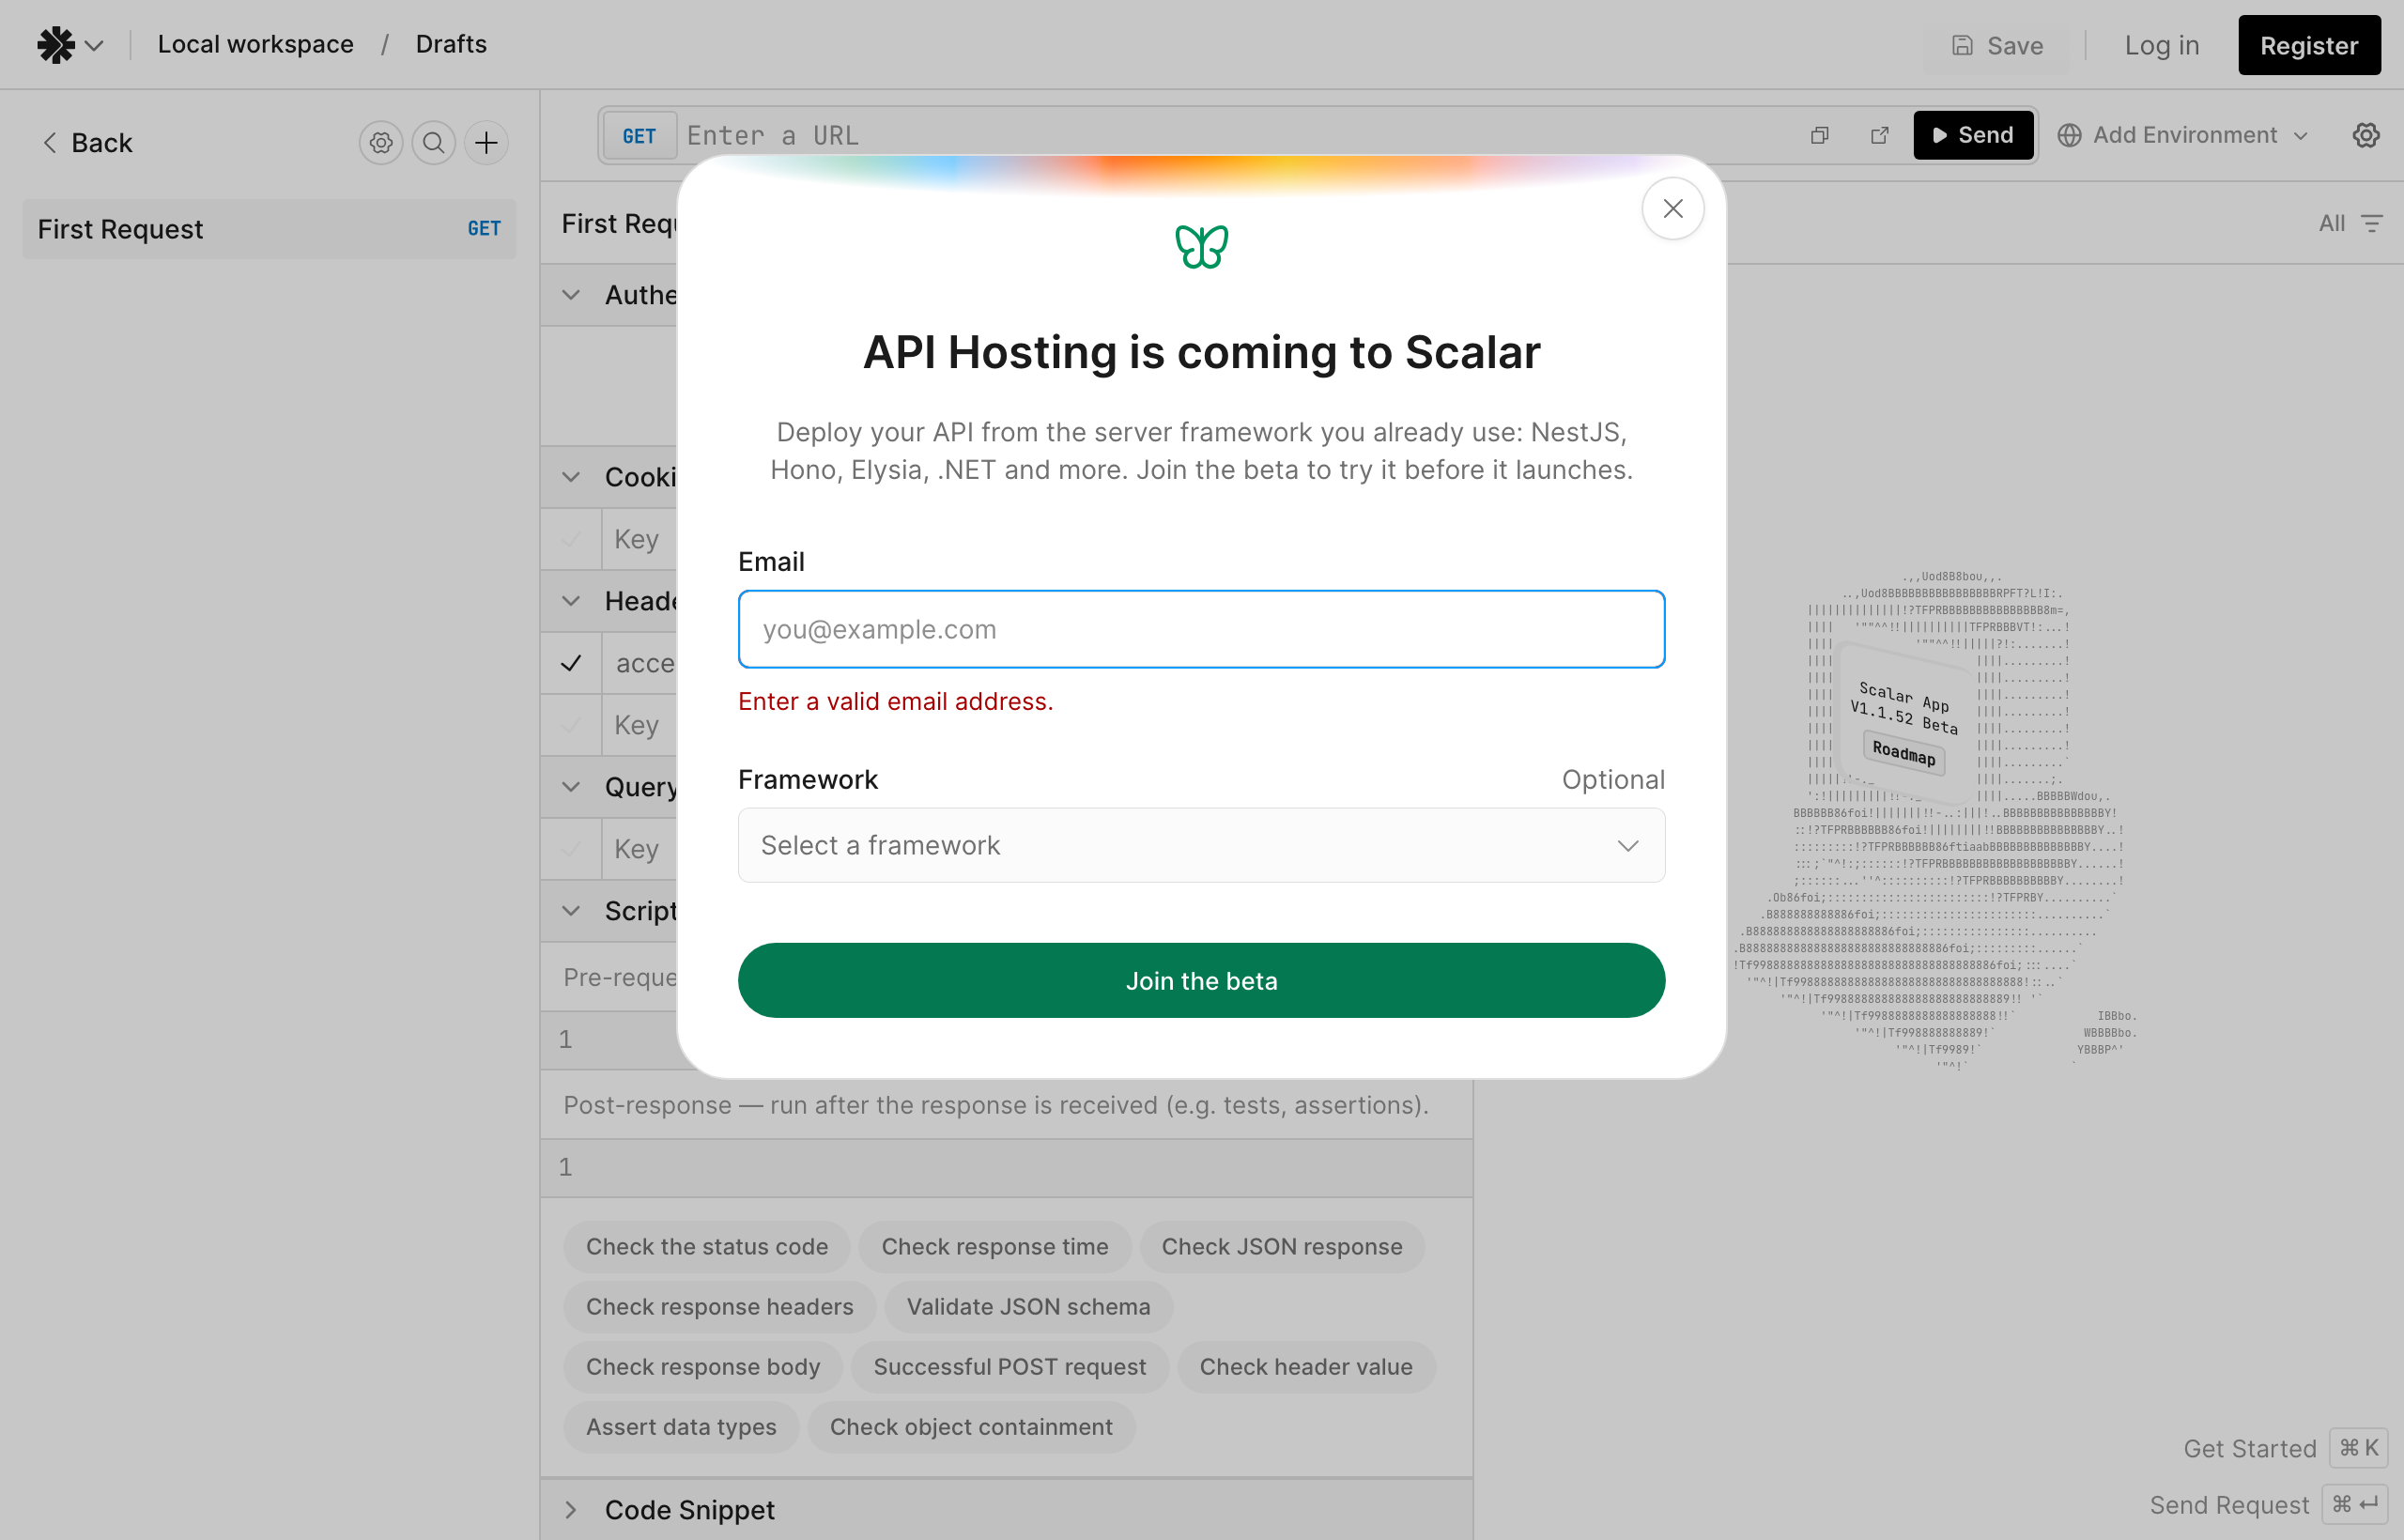 Local workspace / Drafts
Save
Log in
Register
Back
First Request GET
GET Enter a URL
Send
Add Environment
First Requ
All
Authe
Cooki
Key
Heade
acce
Key
Query
Key
Script
Pre-reque
1
Post-response — run after the response is received (e.g. tests, assertions).
1
Check the status code
Check response time
Check JSON response
Check response headers
Validate JSON schema
Check response body
Successful POST request
Check header value
Assert data types
Check object containment
Code Snippet
API Hosting is coming to Scalar
Deploy your API from the server framework you already use: NestJS,
Hono, Elysia, .NET and more. Join the beta to try it before it launches.
Email
you@example.com
Enter a valid email address.
Framework Optional
Select a framework
Join the beta
Scalar App
V1.1.52 Beta
Roadmap
Get Started ⌘ K
Send Request ⌘ ↵